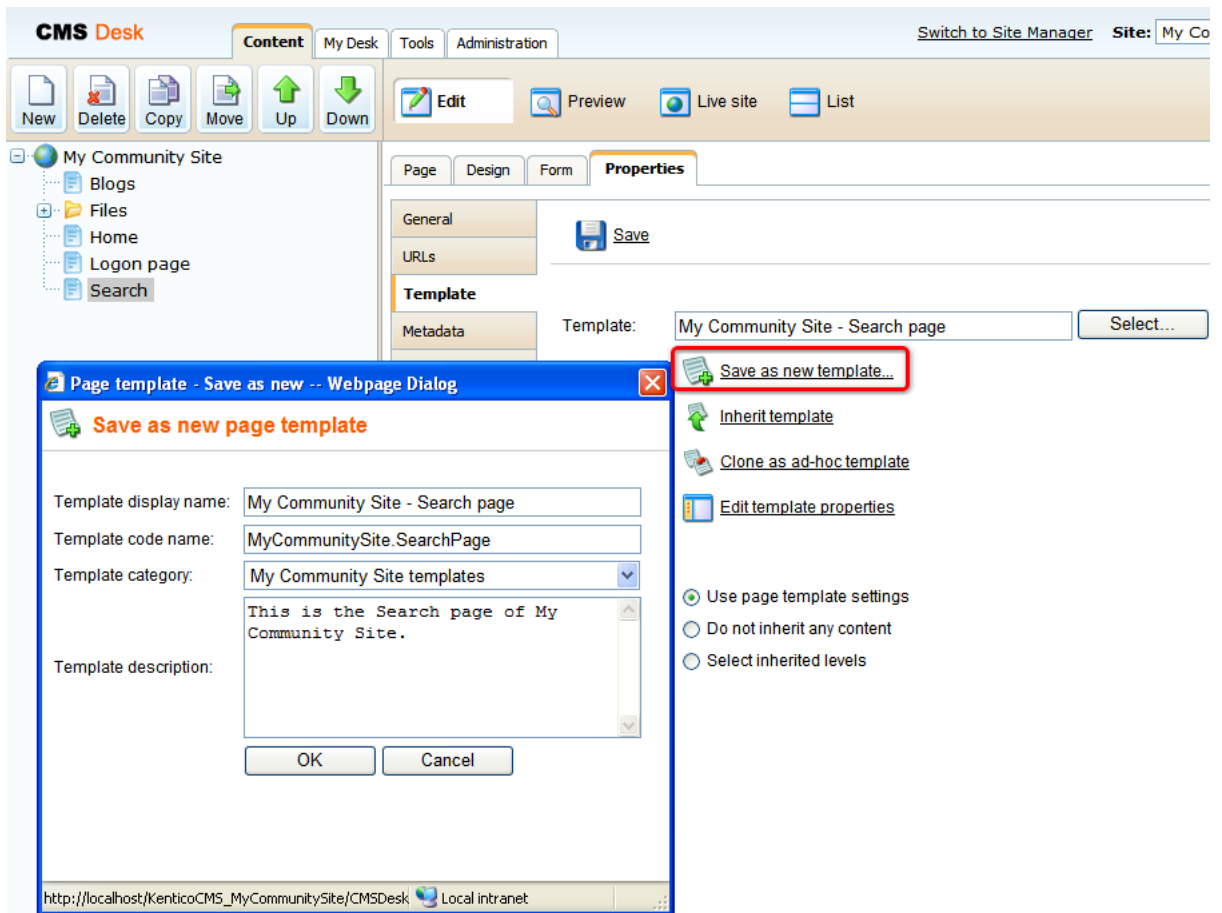 CMS Desk
Content My Desk Tools Administration
Switch to Site Manager Site: My Co
New Delete Copy Move Up Down
Edit Preview Live site List
My Community Site
Blogs
Files
Home
Logon page
Search
Page Design Form Properties
General
URLs
Template
Metadata
Save
Template: My Community Site - Search page Select...
Save as new template...
Inherit template
Clone as ad-hoc template
Edit template properties
Use page template settings
Do not inherit any content
Select inherited levels
Page template - Save as new -- Webpage Dialog
Save as new page template
Template display name: My Community Site - Search page
Template code name: MyCommunitySite.SearchPage
Template category: My Community Site templates
Template description: This is the Search page of My
Community Site.
OK Cancel
http://localhost/KenticoCMS_MyCommunitySite/CMSDesk Local intranet